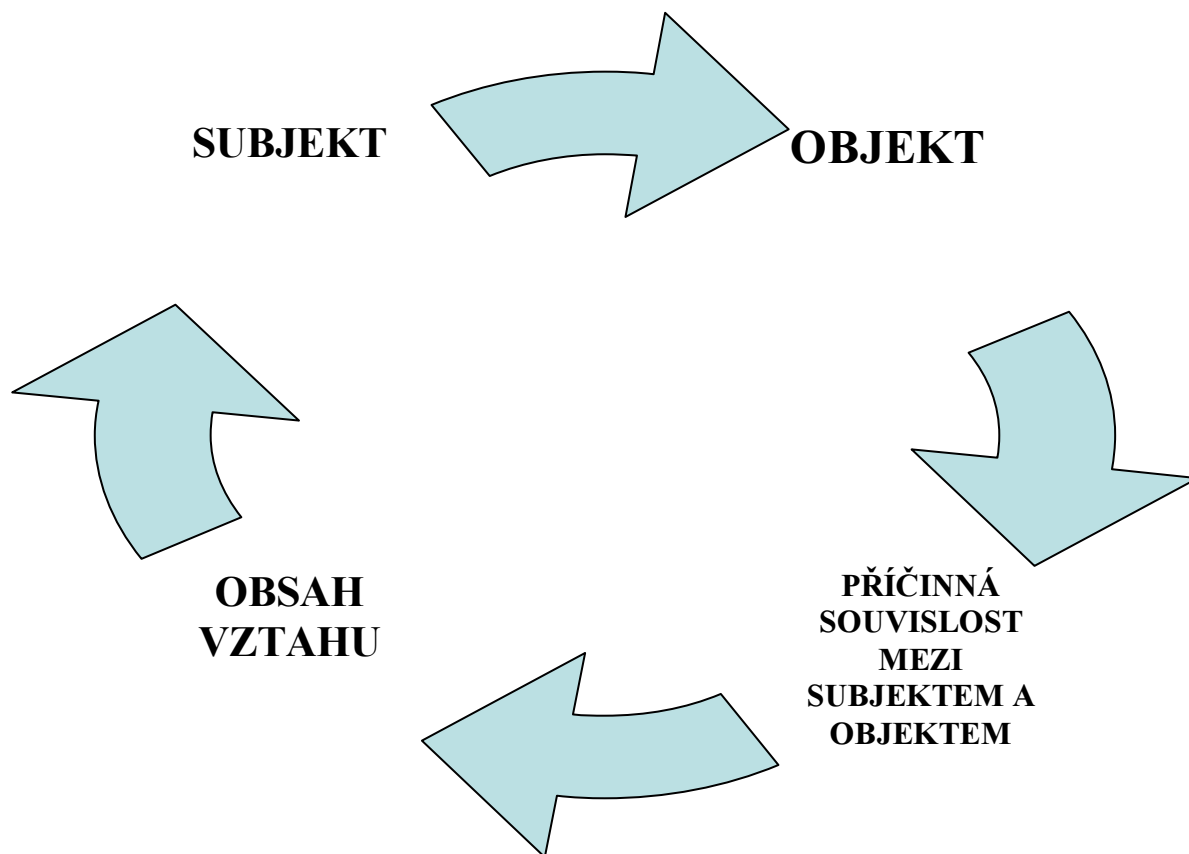 SUBJEKT
OBJEKT
PŘÍČINNÁ
SOUVISLOST
MEZI
SUBJEKTEM A
OBJEKTEM
OBSAH
VZTAHU